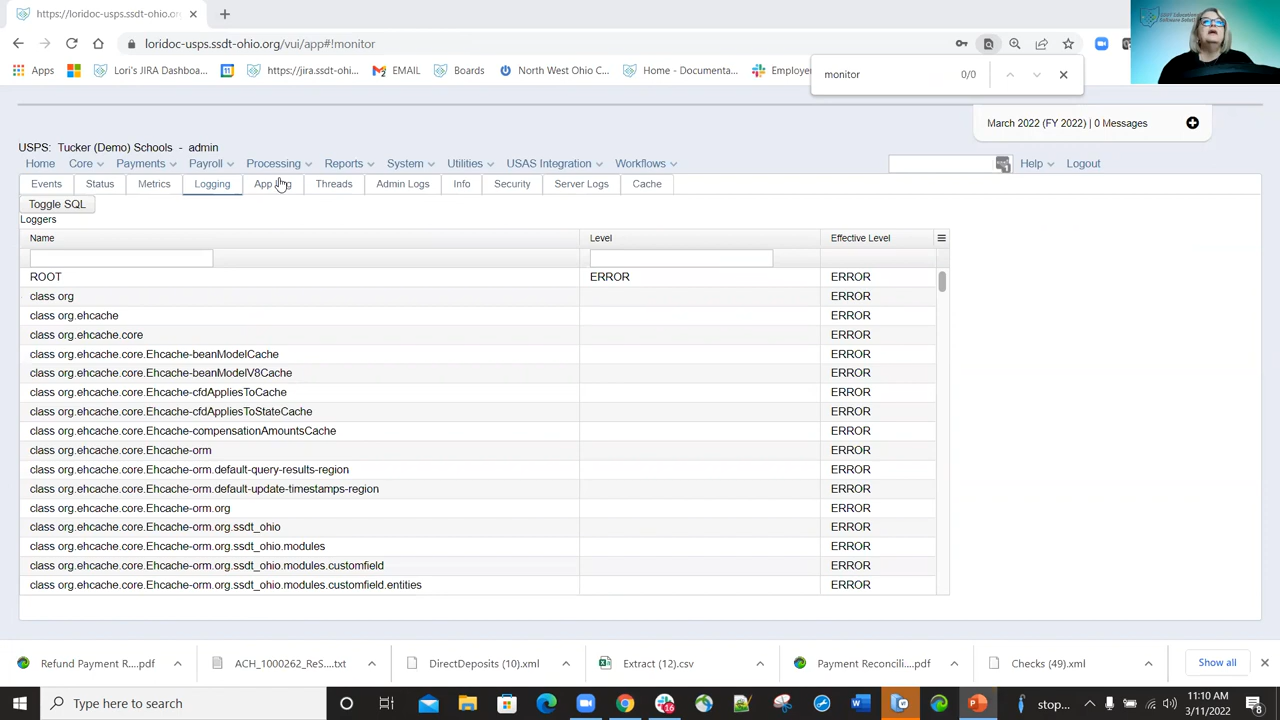 https://loridoc-usps.ssdt-ohio.o
loridoc-usps.ssdt-ohio.org/vui/app#!monitor
Apps
Lori's JIRA Dashboa...
https://jira.ssdt-ohi...
EMAIL
Boards
North West Ohio C...
Home - Documenta...
Employe
monitor
0/0
March 2022 (FY 2022) | 0 Messages
USPS: Tucker (Demo) Schools - admin
Home Core Payments Payroll Processing Reports System Utilities USAS Integration Workflows Help Logout
Events Status Metrics Logging App Threads Admin Logs Info Security Server Logs Cache
Toggle SQL
Loggers
Name Level Effective Level
ROOT ERROR ERROR
class org ERROR
class org.ehcache ERROR
class org.ehcache.core ERROR
class org.ehcache.core.Ehcache-beanModelCache ERROR
class org.ehcache.core.Ehcache-beanModelV8Cache ERROR
class org.ehcache.core.Ehcache-cfdAppliesToCache ERROR
class org.ehcache.core.Ehcache-cfdAppliesToStateCache ERROR
class org.ehcache.core.Ehcache-compensationAmountsCache ERROR
class org.ehcache.core.Ehcache-orm ERROR
class org.ehcache.core.Ehcache-orm.default-query-results-region ERROR
class org.ehcache.core.Ehcache-orm.default-update-timestamps-region ERROR
class org.ehcache.core.Ehcache-orm.org ERROR
class org.ehcache.core.Ehcache-orm.org.ssdt_ohio ERROR
class org.ehcache.core.Ehcache-orm.org.ssdt_ohio.modules ERROR
class org.ehcache.core.Ehcache-orm.org.ssdt_ohio.modules.customfield ERROR
class org.ehcache.core.Ehcache-orm.org.ssdt_ohio.modules.customfield.entities ERROR
Refund Payment R....pdf
ACH_1000262_ReS....txt
DirectDeposits (10).xml
Extract (12).csv
Payment Reconcili....pdf
Checks (49).xml
Show all
Type here to search
16
stop...
11:10 AM
3/11/2022
8